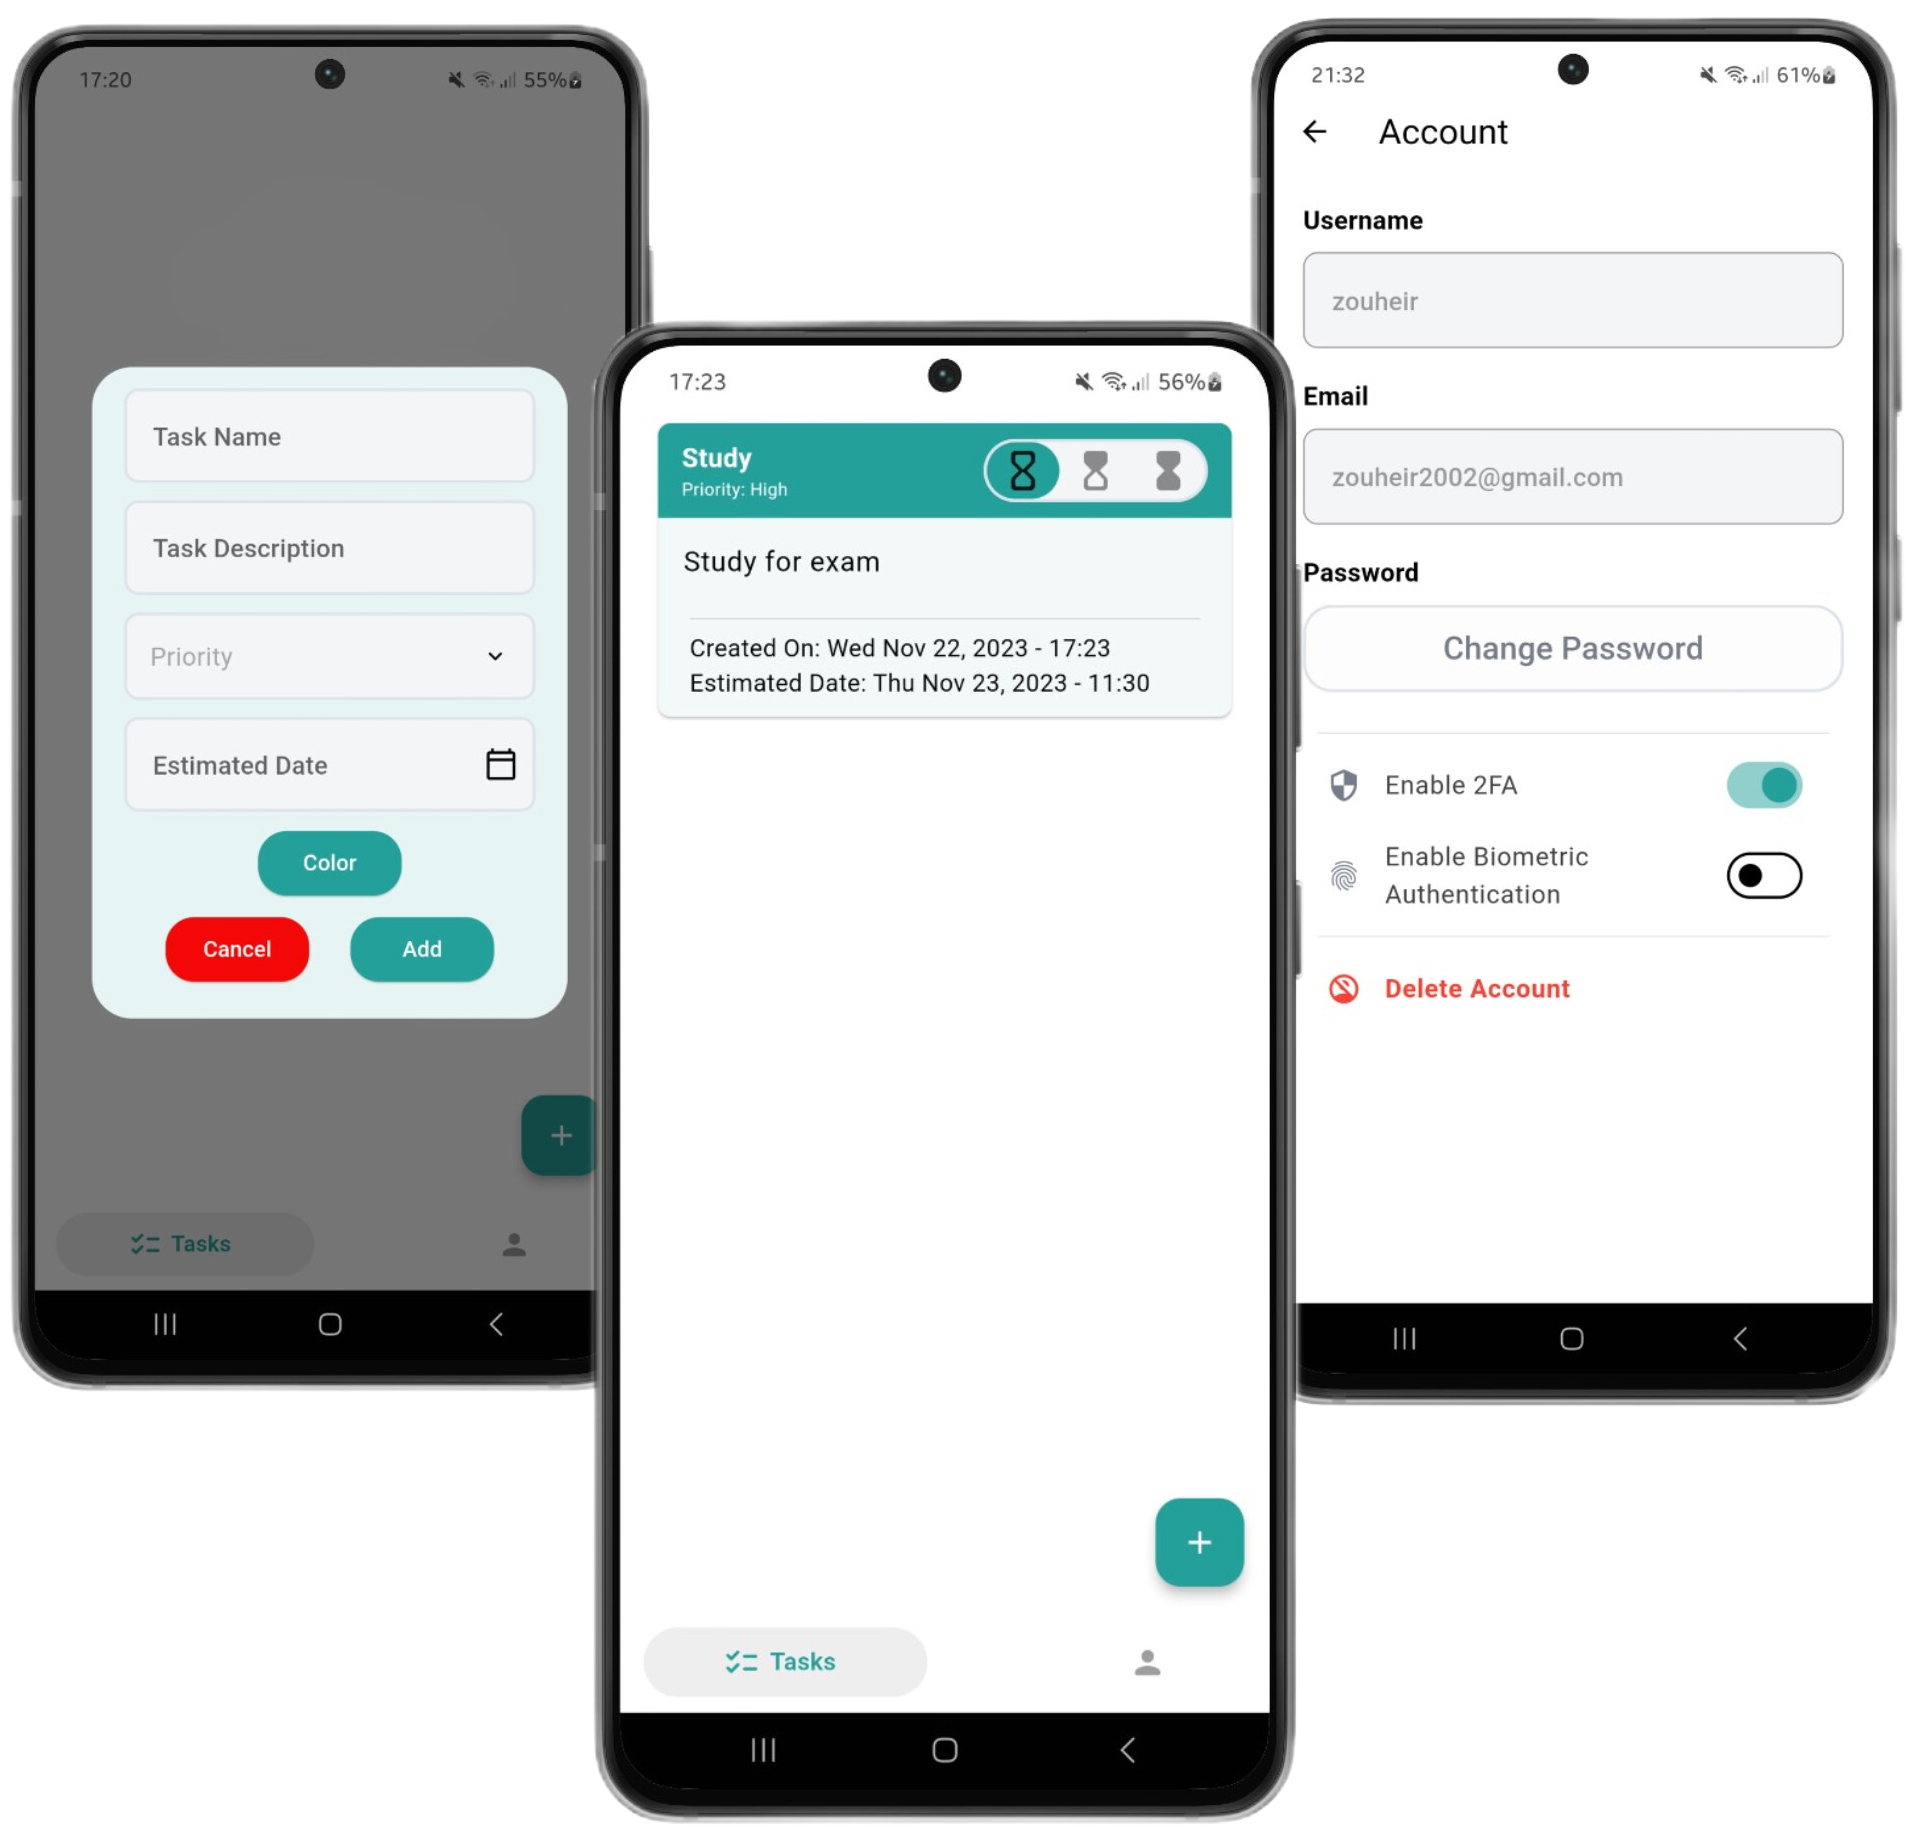 17:20
55%
Task Name
Task Description
Priority
Estimated Date
Color
Cancel
Add
+
Tasks
17:23
56%
Study
Priority: High
Study for exam
Created On: Wed Nov 22, 2023 - 17:23
Estimated Date: Thu Nov 23, 2023 - 11:30
+
Tasks
21:32
61%
Account
Username
zouheir
Email
zouheir2002@gmail.com
Password
Change Password
Enable 2FA
Enable Biometric
Authentication
Delete Account